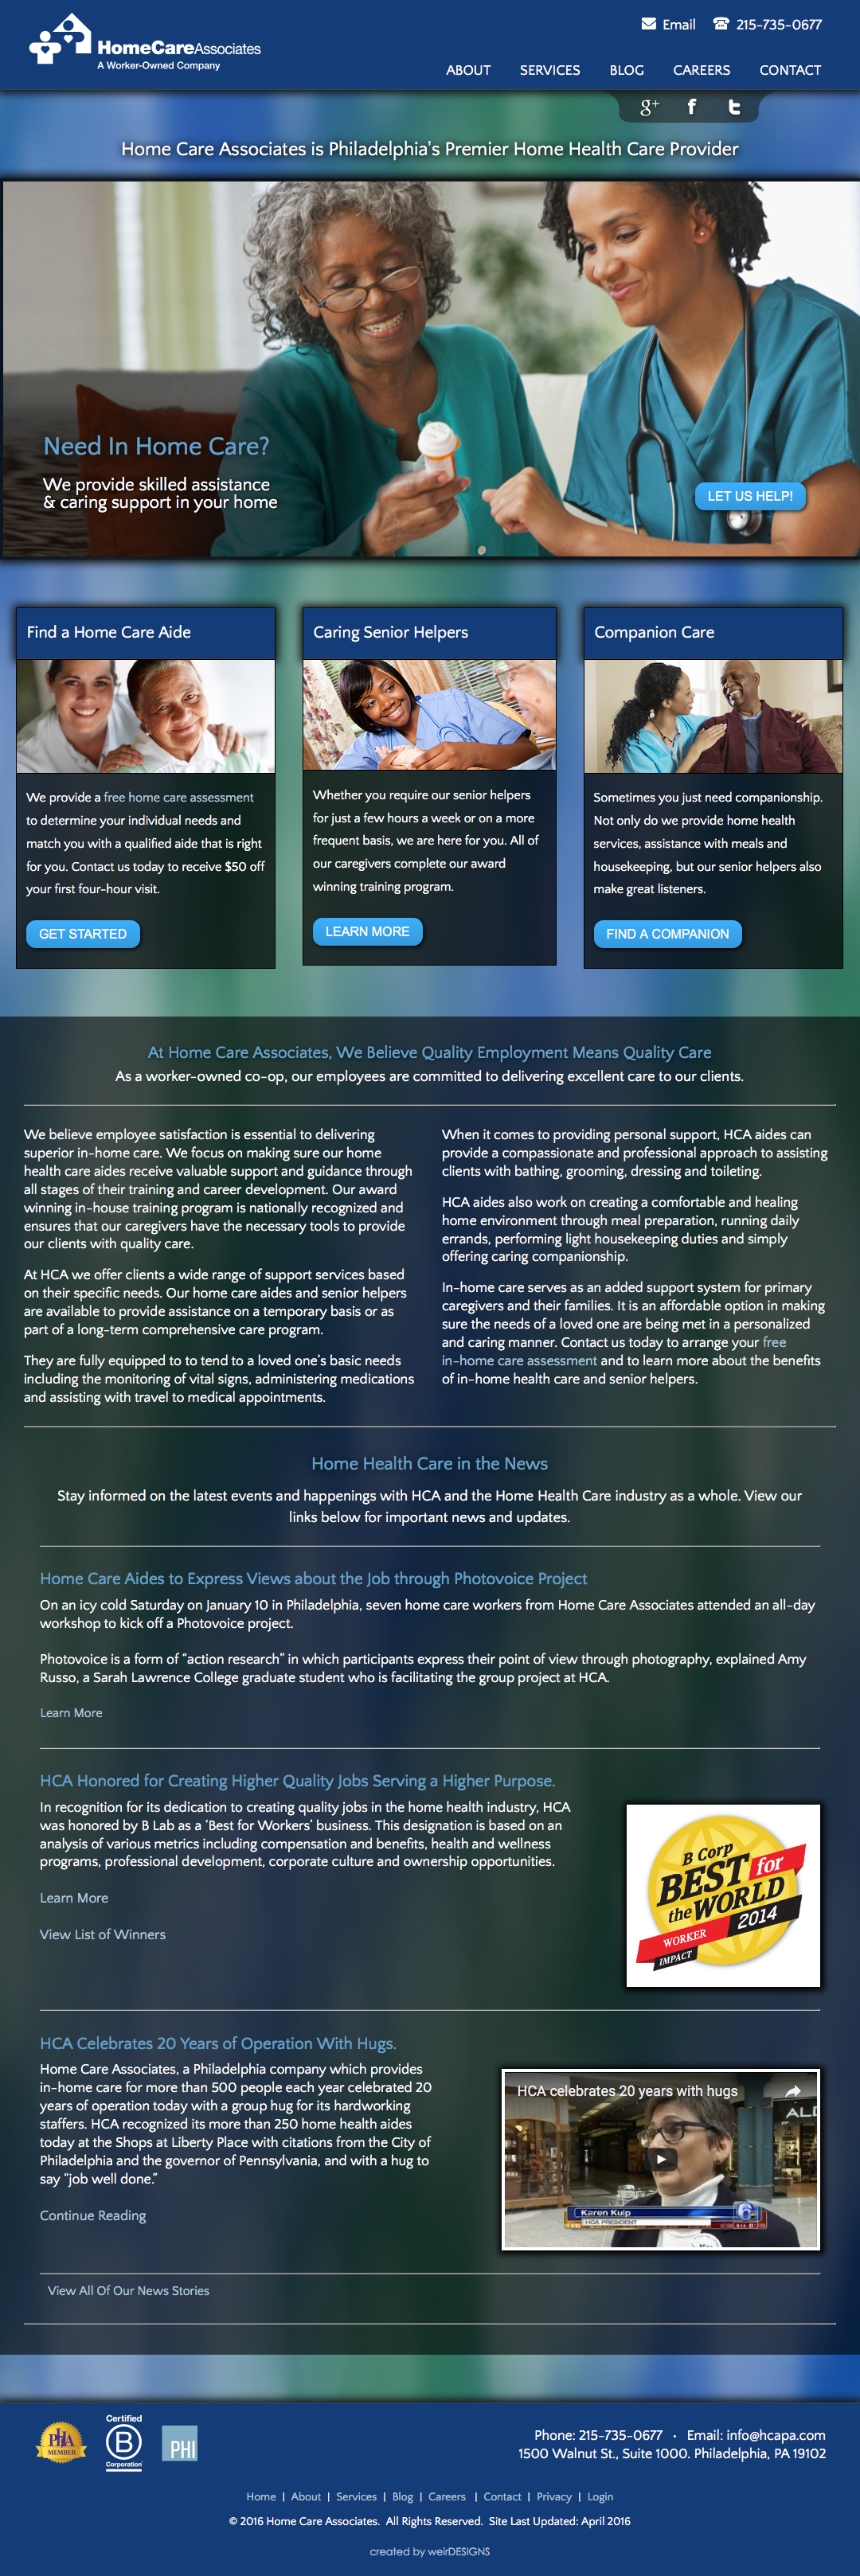 HomeCareAssociates
A Worker-Owned Company
Email 215-735-0677
ABOUT SERVICES BLOG CAREERS CONTACT
g+ f t
Home Care Associates is Philadelphia's Premier Home Health Care Provider
Need In Home Care?
We provide skilled assistance
& caring support in your home
LET US HELP!
Find a Home Care Aide
We provide a free home care assessment
to determine your individual needs and
match you with a qualified aide that is right
for you. Contact us today to receive $50 off
your first four-hour visit.
GET STARTED
Caring Senior Helpers
Whether you require our senior helpers
for just a few hours a week or on a more
frequent basis, we are here for you. All of
our caregivers complete our award
winning training program.
LEARN MORE
Companion Care
Sometimes you just need companionship.
Not only do we provide home health
services, assistance with meals and
housekeeping, but our senior helpers also
make great listeners.
FIND A COMPANION
At Home Care Associates, We Believe Quality Employment Means Quality Care
As a worker-owned co-op, our employees are committed to delivering excellent care to our clients.
We believe employee satisfaction is essential to delivering
superior in-home care. We focus on making sure our home
health care aides receive valuable support and guidance through
all stages of their training and career development. Our award
winning in-house training program is nationally recognized and
ensures that our caregivers have the necessary tools to provide
our clients with quality care.
At HCA we offer clients a wide range of support services based
on their specific needs. Our home care aides and senior helpers
are available to provide assistance on a temporary basis or as
part of a long-term comprehensive care program.
They are fully equipped to to tend to a loved one's basic needs
including the monitoring of vital signs, administering medications
and assisting with travel to medical appointments.
When it comes to providing personal support, HCA aides can
provide a compassionate and professional approach to assisting
clients with bathing, grooming, dressing and toileting.
HCA aides also work on creating a comfortable and healing
home environment through meal preparation, running daily
errands, performing light housekeeping duties and simply
offering caring companionship.
In-home care serves as an added support system for primary
caregivers and their families. It is an affordable option in making
sure the needs of a loved one are being met in a personalized
and caring manner. Contact us today to arrange your free
in-home care assessment and to learn more about the benefits
of in-home health care and senior helpers.
Home Health Care in the News
Stay informed on the latest events and happenings with HCA and the Home Health Care industry as a whole. View our
links below for important news and updates.
Home Care Aides to Express Views about the Job through Photovoice Project
On an icy cold Saturday on January 10 in Philadelphia, seven home care workers from Home Care Associates attended an all-day
workshop to kick off a Photovoice project.
Photovoice is a form of “action research” in which participants express their point of view through photography, explained Amy
Russo, a Sarah Lawrence College graduate student who is facilitating the group project at HCA.
Learn More
HCA Honored for Creating Higher Quality Jobs Serving a Higher Purpose.
In recognition for its dedication to creating quality jobs in the home health industry, HCA
was honored by B Lab as a ‘Best for Workers’ business. This designation is based on an
analysis of various metrics including compensation and benefits, health and wellness
programs, professional development, corporate culture and ownership opportunities.
Learn More
View List of Winners
B Corp
BEST for
the WORLD
WORKER 2014
IMPACT
HCA Celebrates 20 Years of Operation With Hugs.
Home Care Associates, a Philadelphia company which provides
in-home care for more than 500 people each year celebrated 20
years of operation today with a group hug for its hardworking
staffers. HCA recognized its more than 250 home health aides
today at the Shops at Liberty Place with citations from the City of
Philadelphia and the governor of Pennsylvania, and with a hug to
say “job well done.”
Continue Reading
HCA celebrates 20 years with hugs
ALD
Karen Kulp
HCA PRESIDENT
6
View All Of Our News Stories
PHA
MEMBER
Certified
B
Corporation
PHI
Phone: 215-735-0677 · Email: info@hcapa.com
1500 Walnut St., Suite 1000. Philadelphia, PA 19102
Home | About | Services | Blog | Careers | Contact | Privacy | Login
© 2016 Home Care Associates. All Rights Reserved. Site Last Updated: April 2016
created by weirDESIGNS